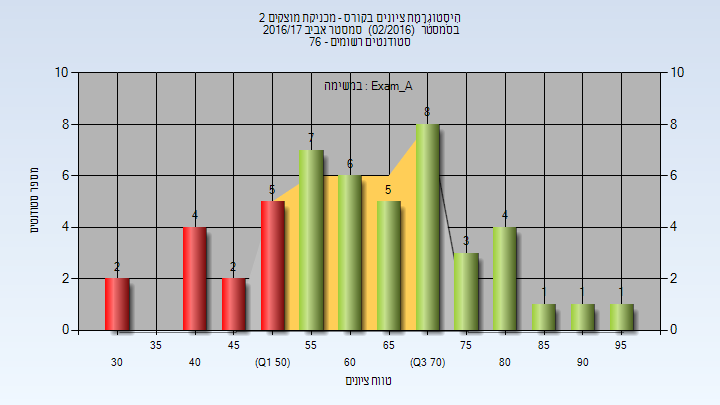 היסטוגרמת ציונים בקורס - מכניקת מוצקים 2
בסמסטר (02/2016) סמסטר אביב 2016/17
סטודנטים רשומים - 76
במשימה : Exam_A
מספר סטודנטים
10 10
8 8
6 6
4 4
2 2
0 0
2 4 2 5 7 6 5 8 3 4 1 1 1
35 45 55 65 75 85 95
30 40 (Q1 50) 60 (Q3 70) 80 90
טווח ציונים